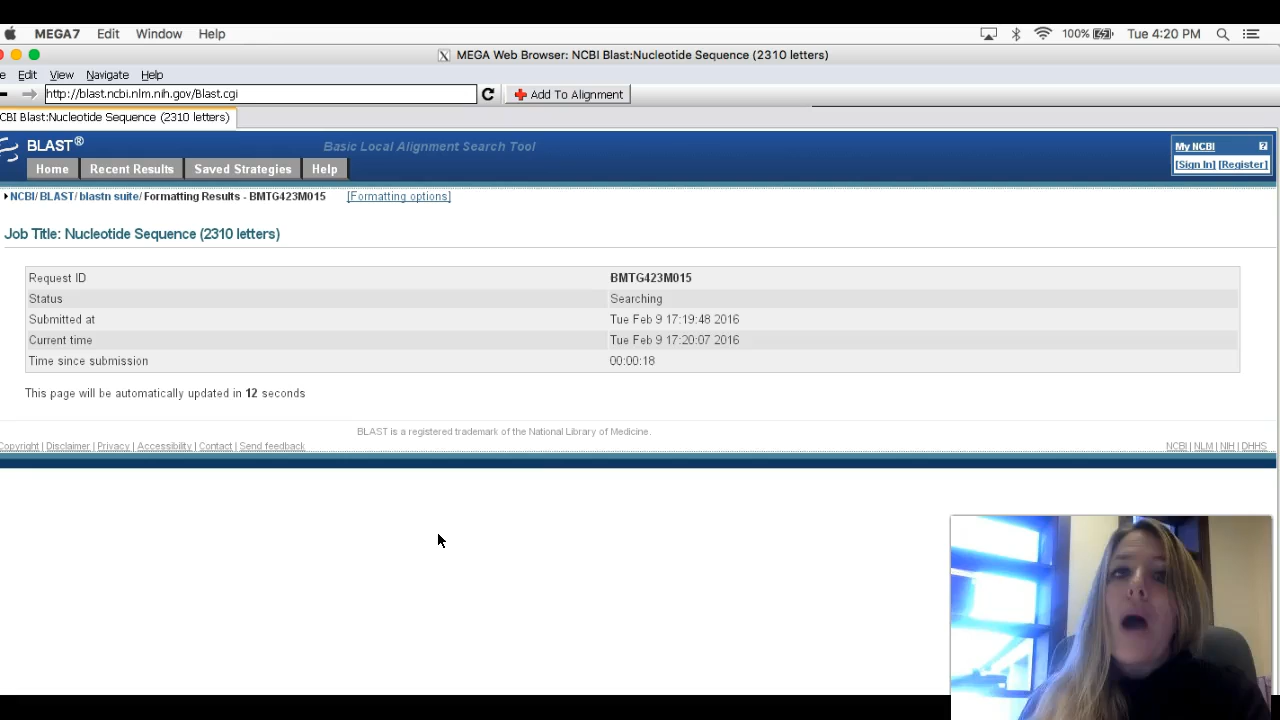 MEGA7 Edit Window Help 100% Tue 4:20 PM
X MEGA Web Browser: NCBI Blast:Nucleotide Sequence (2310 letters)
Edit View Navigate Help
http://blast.ncbi.nlm.nih.gov/Blast.cgi Add To Alignment
CBI Blast:Nucleotide Sequence (2310 letters)
BLAST® Basic Local Alignment Search Tool My NCBI ?
[Sign In] [Register]
Home Recent Results Saved Strategies Help
NCBI/ BLAST/ blastn suite/ Formatting Results - BMTG423M015 [Formatting options]
Job Title: Nucleotide Sequence (2310 letters)
Request ID BMTG423M015
Status Searching
Submitted at Tue Feb 9 17:19:48 2016
Current time Tue Feb 9 17:20:07 2016
Time since submission 00:00:18
This page will be automatically updated in 12 seconds
BLAST is a registered trademark of the National Library of Medicine.
Copyright | Disclaimer | Privacy | Accessibility | Contact | Send feedback NCBI | NLM | NIH | DHHS